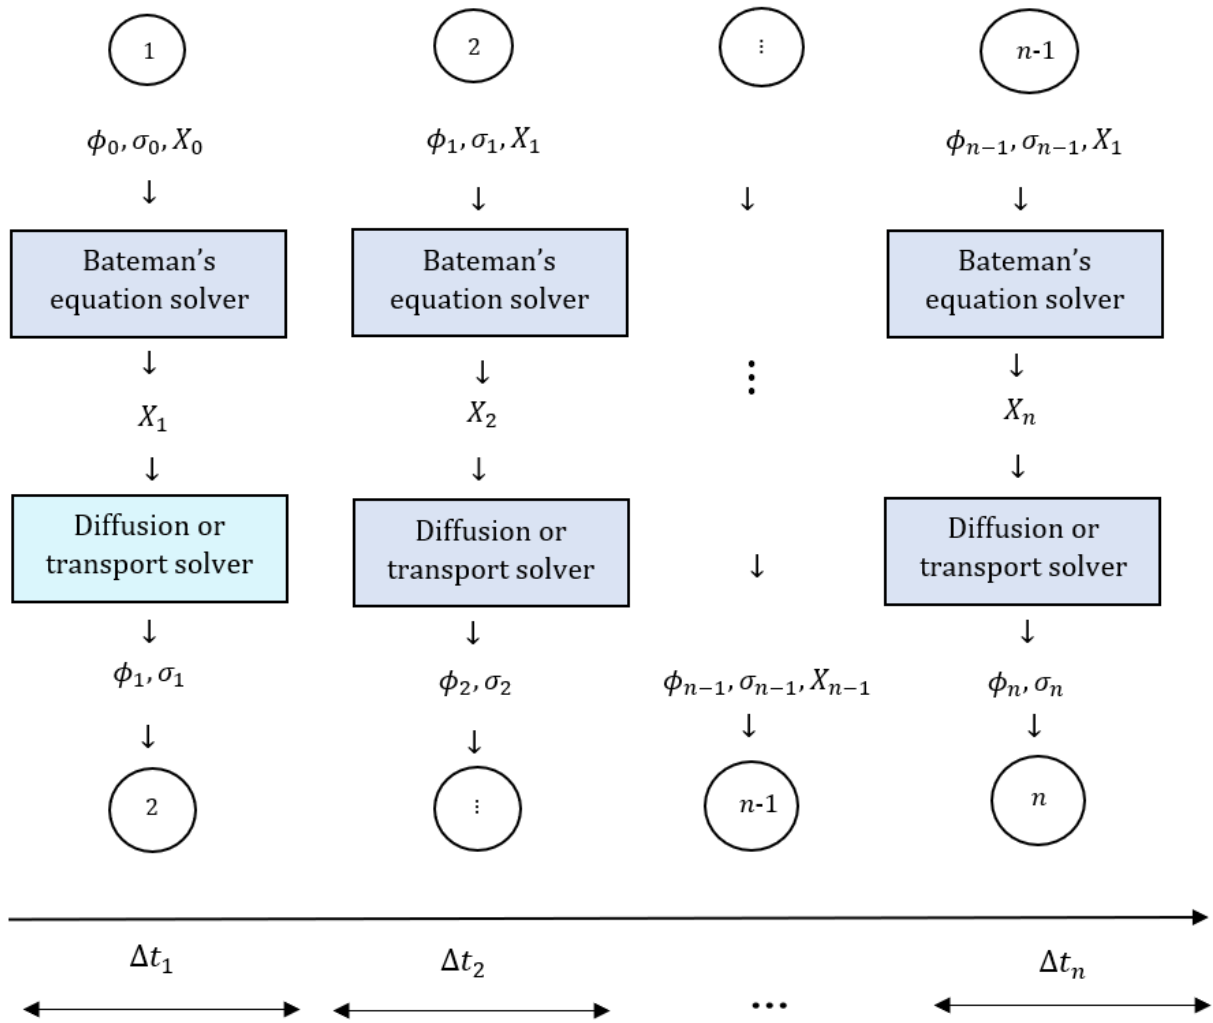 1
2
⋮
n-1
ϕ₀, σ₀, X₀
ϕ₁, σ₁, X₁
ϕₙ₋₁, σₙ₋₁, X₁
↓
↓
↓
↓
Bateman’s
equation solver
Bateman’s
equation solver
Bateman’s
equation solver
↓
↓
⋮
↓
X₁
X₂
Xₙ
↓
↓
↓
Diffusion or
transport solver
Diffusion or
transport solver
↓
Diffusion or
transport solver
↓
↓
↓
ϕ₁, σ₁
ϕ₂, σ₂
ϕₙ₋₁, σₙ₋₁, Xₙ₋₁
ϕₙ, σₙ
↓
↓
↓
↓
2
⋮
n-1
n
Δt₁
Δt₂
⋯
Δtₙ